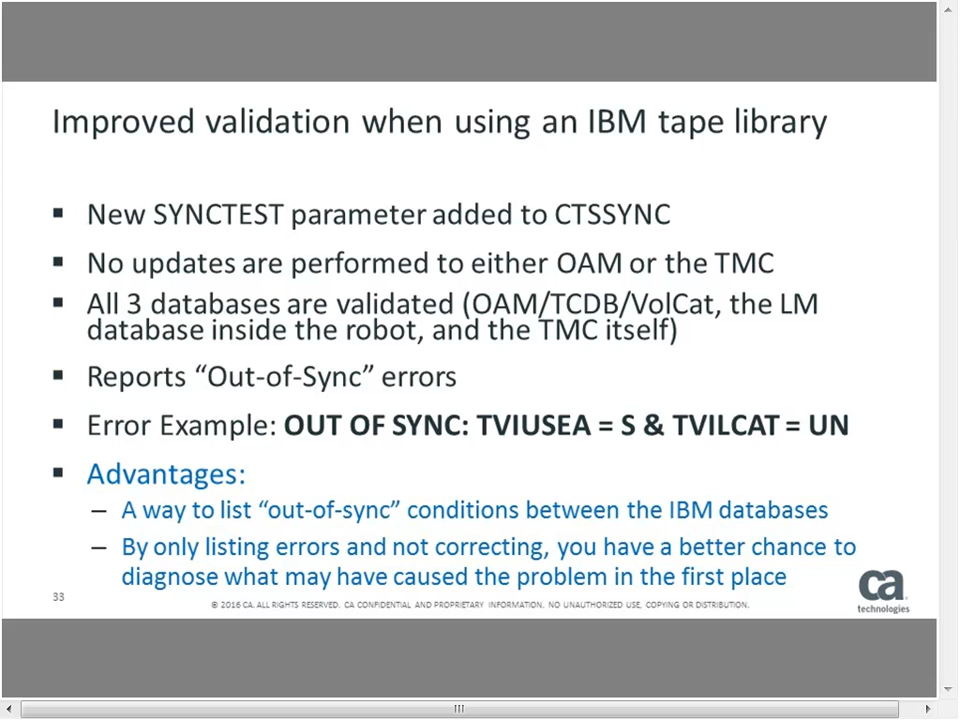 Improved validation when using an IBM tape library
▪ New SYNCTEST parameter added to CTSSYNC
▪ No updates are performed to either OAM or the TMC
▪ All 3 databases are validated (OAM/TCDB/VolCat, the LM
database inside the robot, and the TMC itself)
▪ Reports “Out-of-Sync” errors
▪ Error Example: OUT OF SYNC: TVIUSEA = S & TVILCAT = UN
▪ Advantages:
– A way to list “out-of-sync” conditions between the IBM databases
– By only listing errors and not correcting, you have a better chance to
diagnose what may have caused the problem in the first place
33
© 2016 CA. ALL RIGHTS RESERVED. CA CONFIDENTIAL AND PROPRIETARY INFORMATION. NO UNAUTHORIZED USE, COPYING OR DISTRIBUTION.
ca
technologies